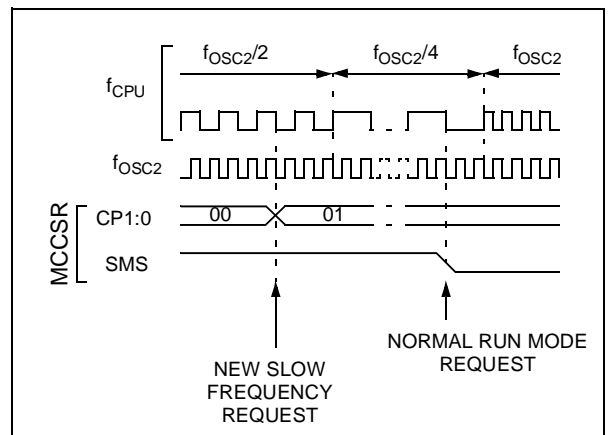 fOSC2/2 fOSC2/4 fOSC2
fCPU
fOSC2
MCCSR
CP1:0 00 01
SMS
NEW SLOW
FREQUENCY
REQUEST
NORMAL RUN MODE
REQUEST